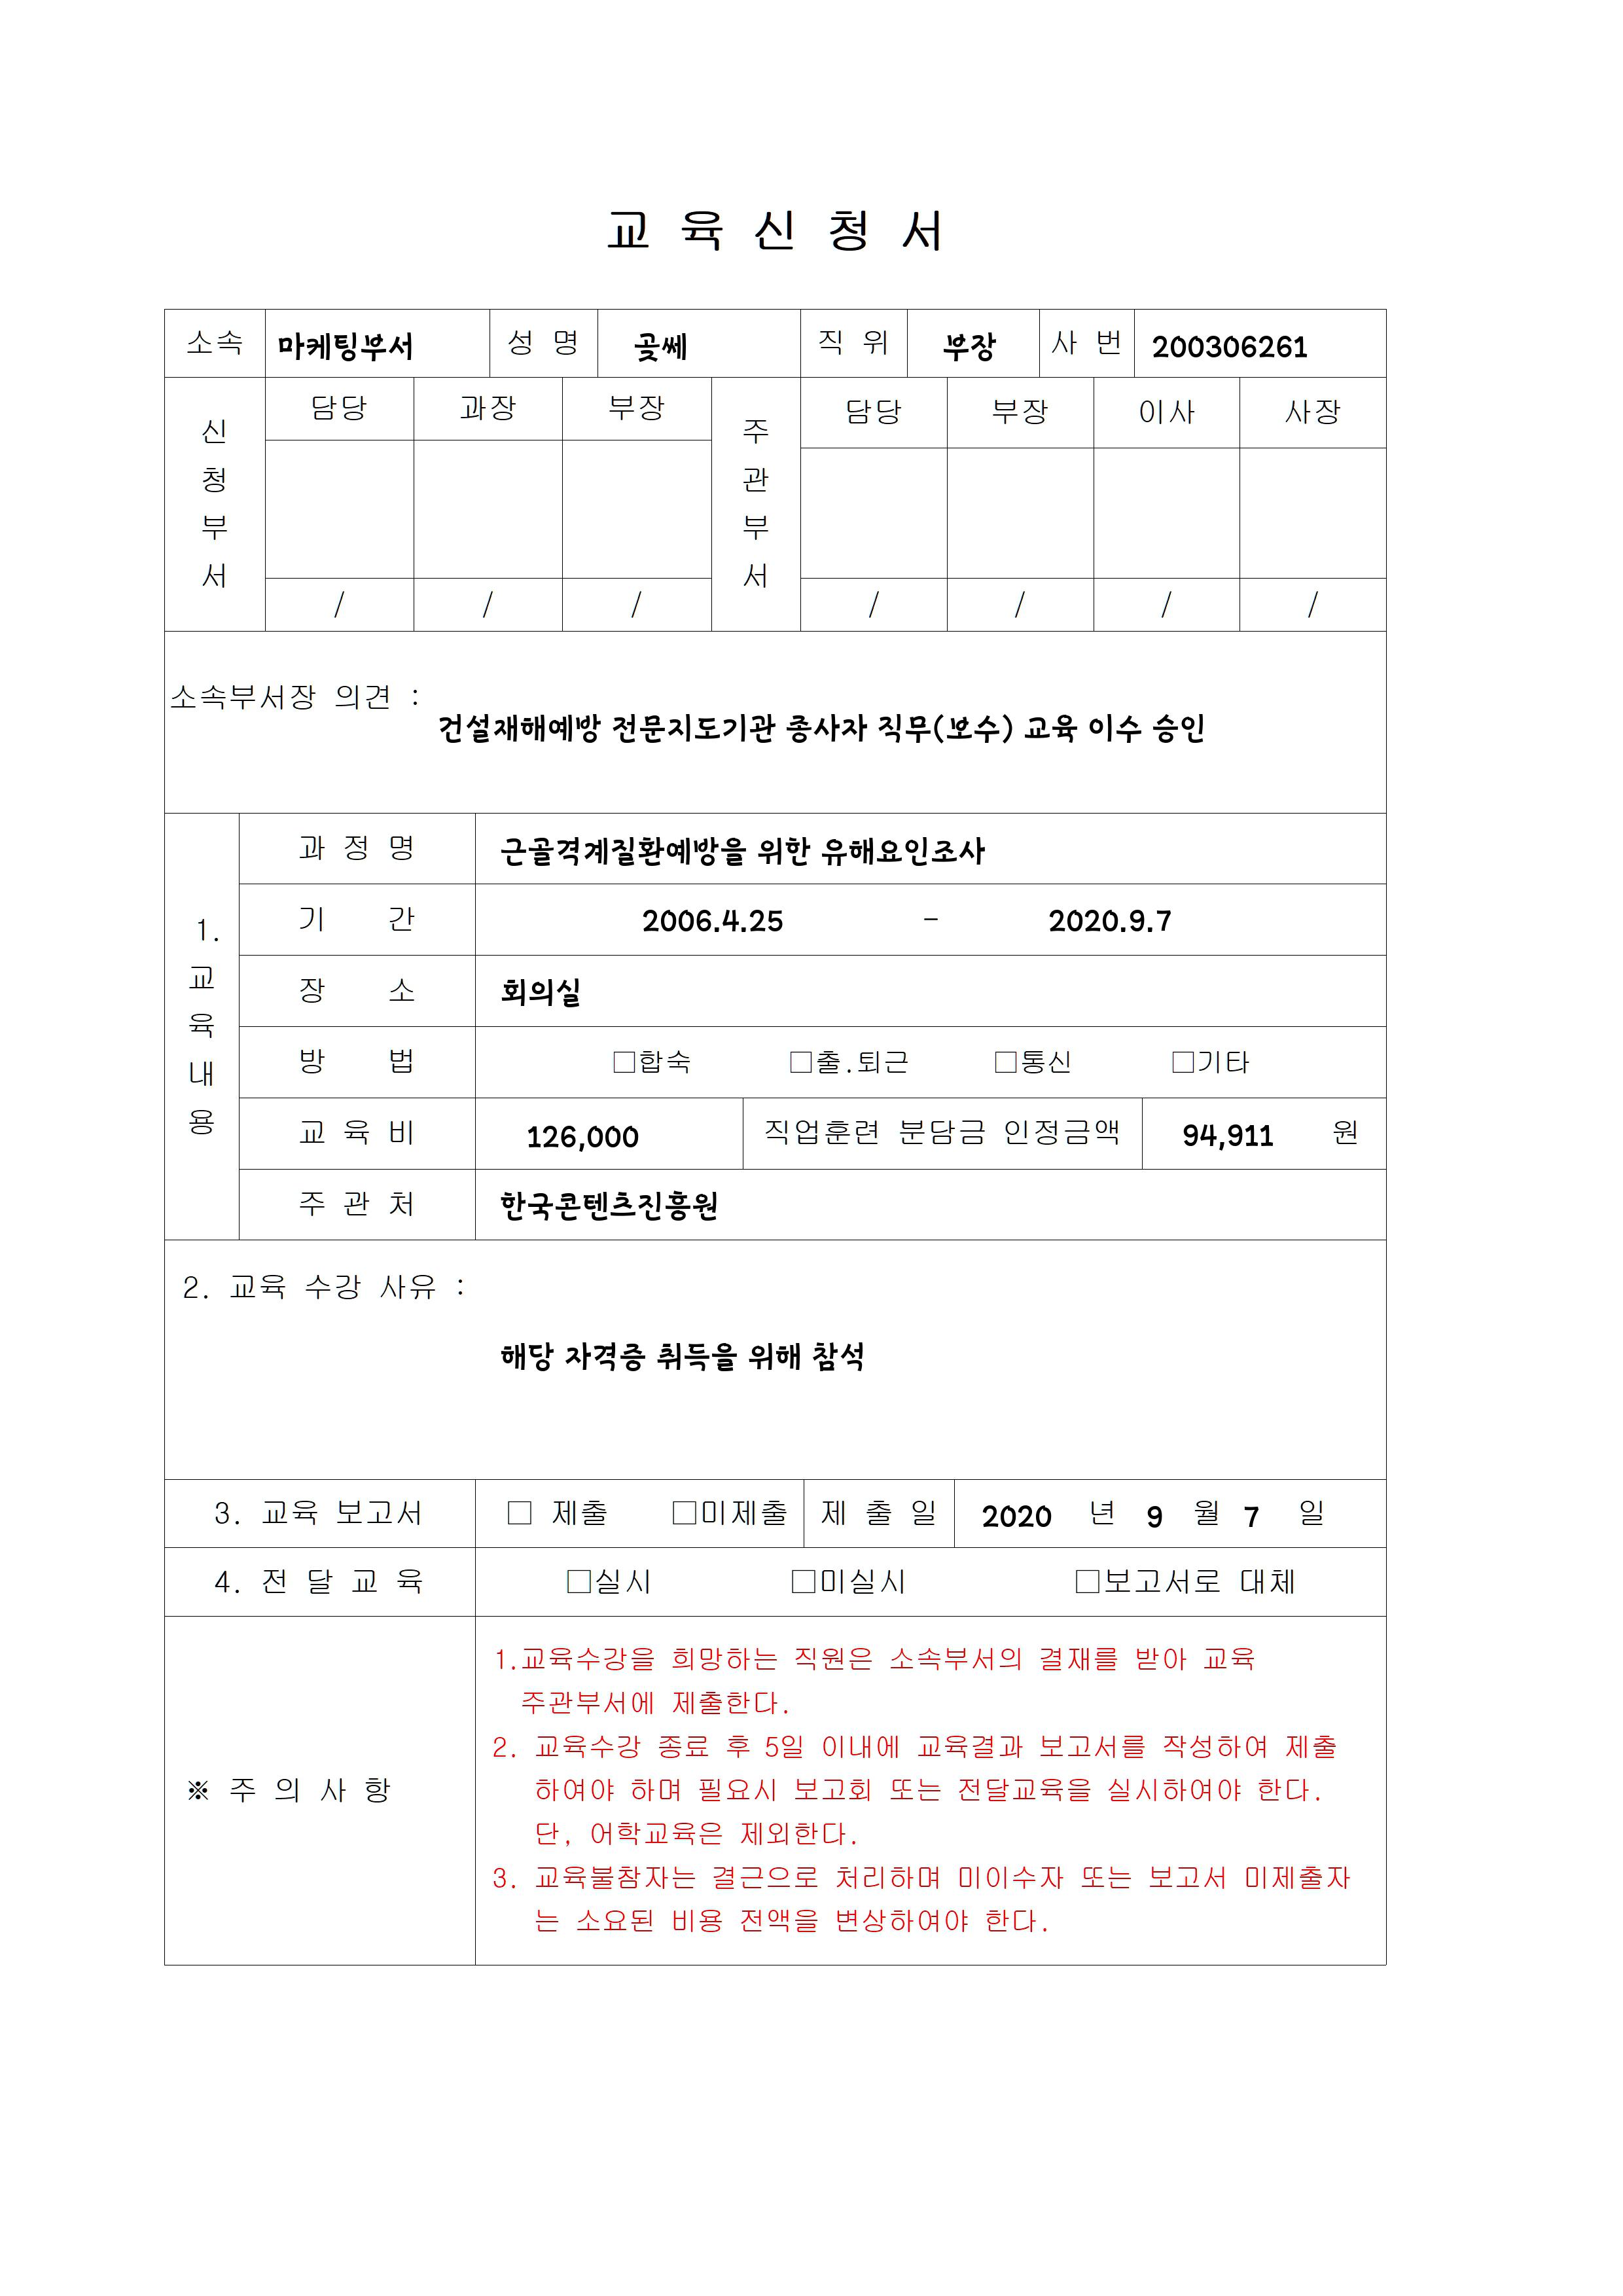 교 육 신 청 서
소속 마케팅부서 성 명 곶쎄 직 위 부장 사 번 200306261
신청부서 담당 과장 부장 주관부서 담당 부장 이사 사장
/ / / / / / /
소속부서장 의견 :
건설재해예방 전문지도기관 종사자 직무(보수) 교육 이수 승인
1. 교육내용
과 정 명 근골격계질환예방을 위한 유해요인조사
기 간 2006.4.25 - 2020.9.7
장 소 회의실
방 법 □합숙 □출.퇴근 □통신 □기타
교 육 비 126,000 직업훈련 분담금 인정금액 94,911 원
주 관 처 한국콘텐츠진흥원
2. 교육 수강 사유 :
해당 자격증 취득을 위해 참석
3. 교육 보고서 □ 제출 □미제출 제 출 일 2020 년 9 월 7 일
4. 전 달 교 육 □실시 □미실시 □보고서로 대체
※ 주 의 사 항
1.교육수강을 희망하는 직원은 소속부서의 결재를 받아 교육
주관부서에 제출한다.
2. 교육수강 종료 후 5일 이내에 교육결과 보고서를 작성하여 제출
하여야 하며 필요시 보고회 또는 전달교육을 실시하여야 한다.
단, 어학교육은 제외한다.
3. 교육불참자는 결근으로 처리하며 미이수자 또는 보고서 미제출자
는 소요된 비용 전액을 변상하여야 한다.